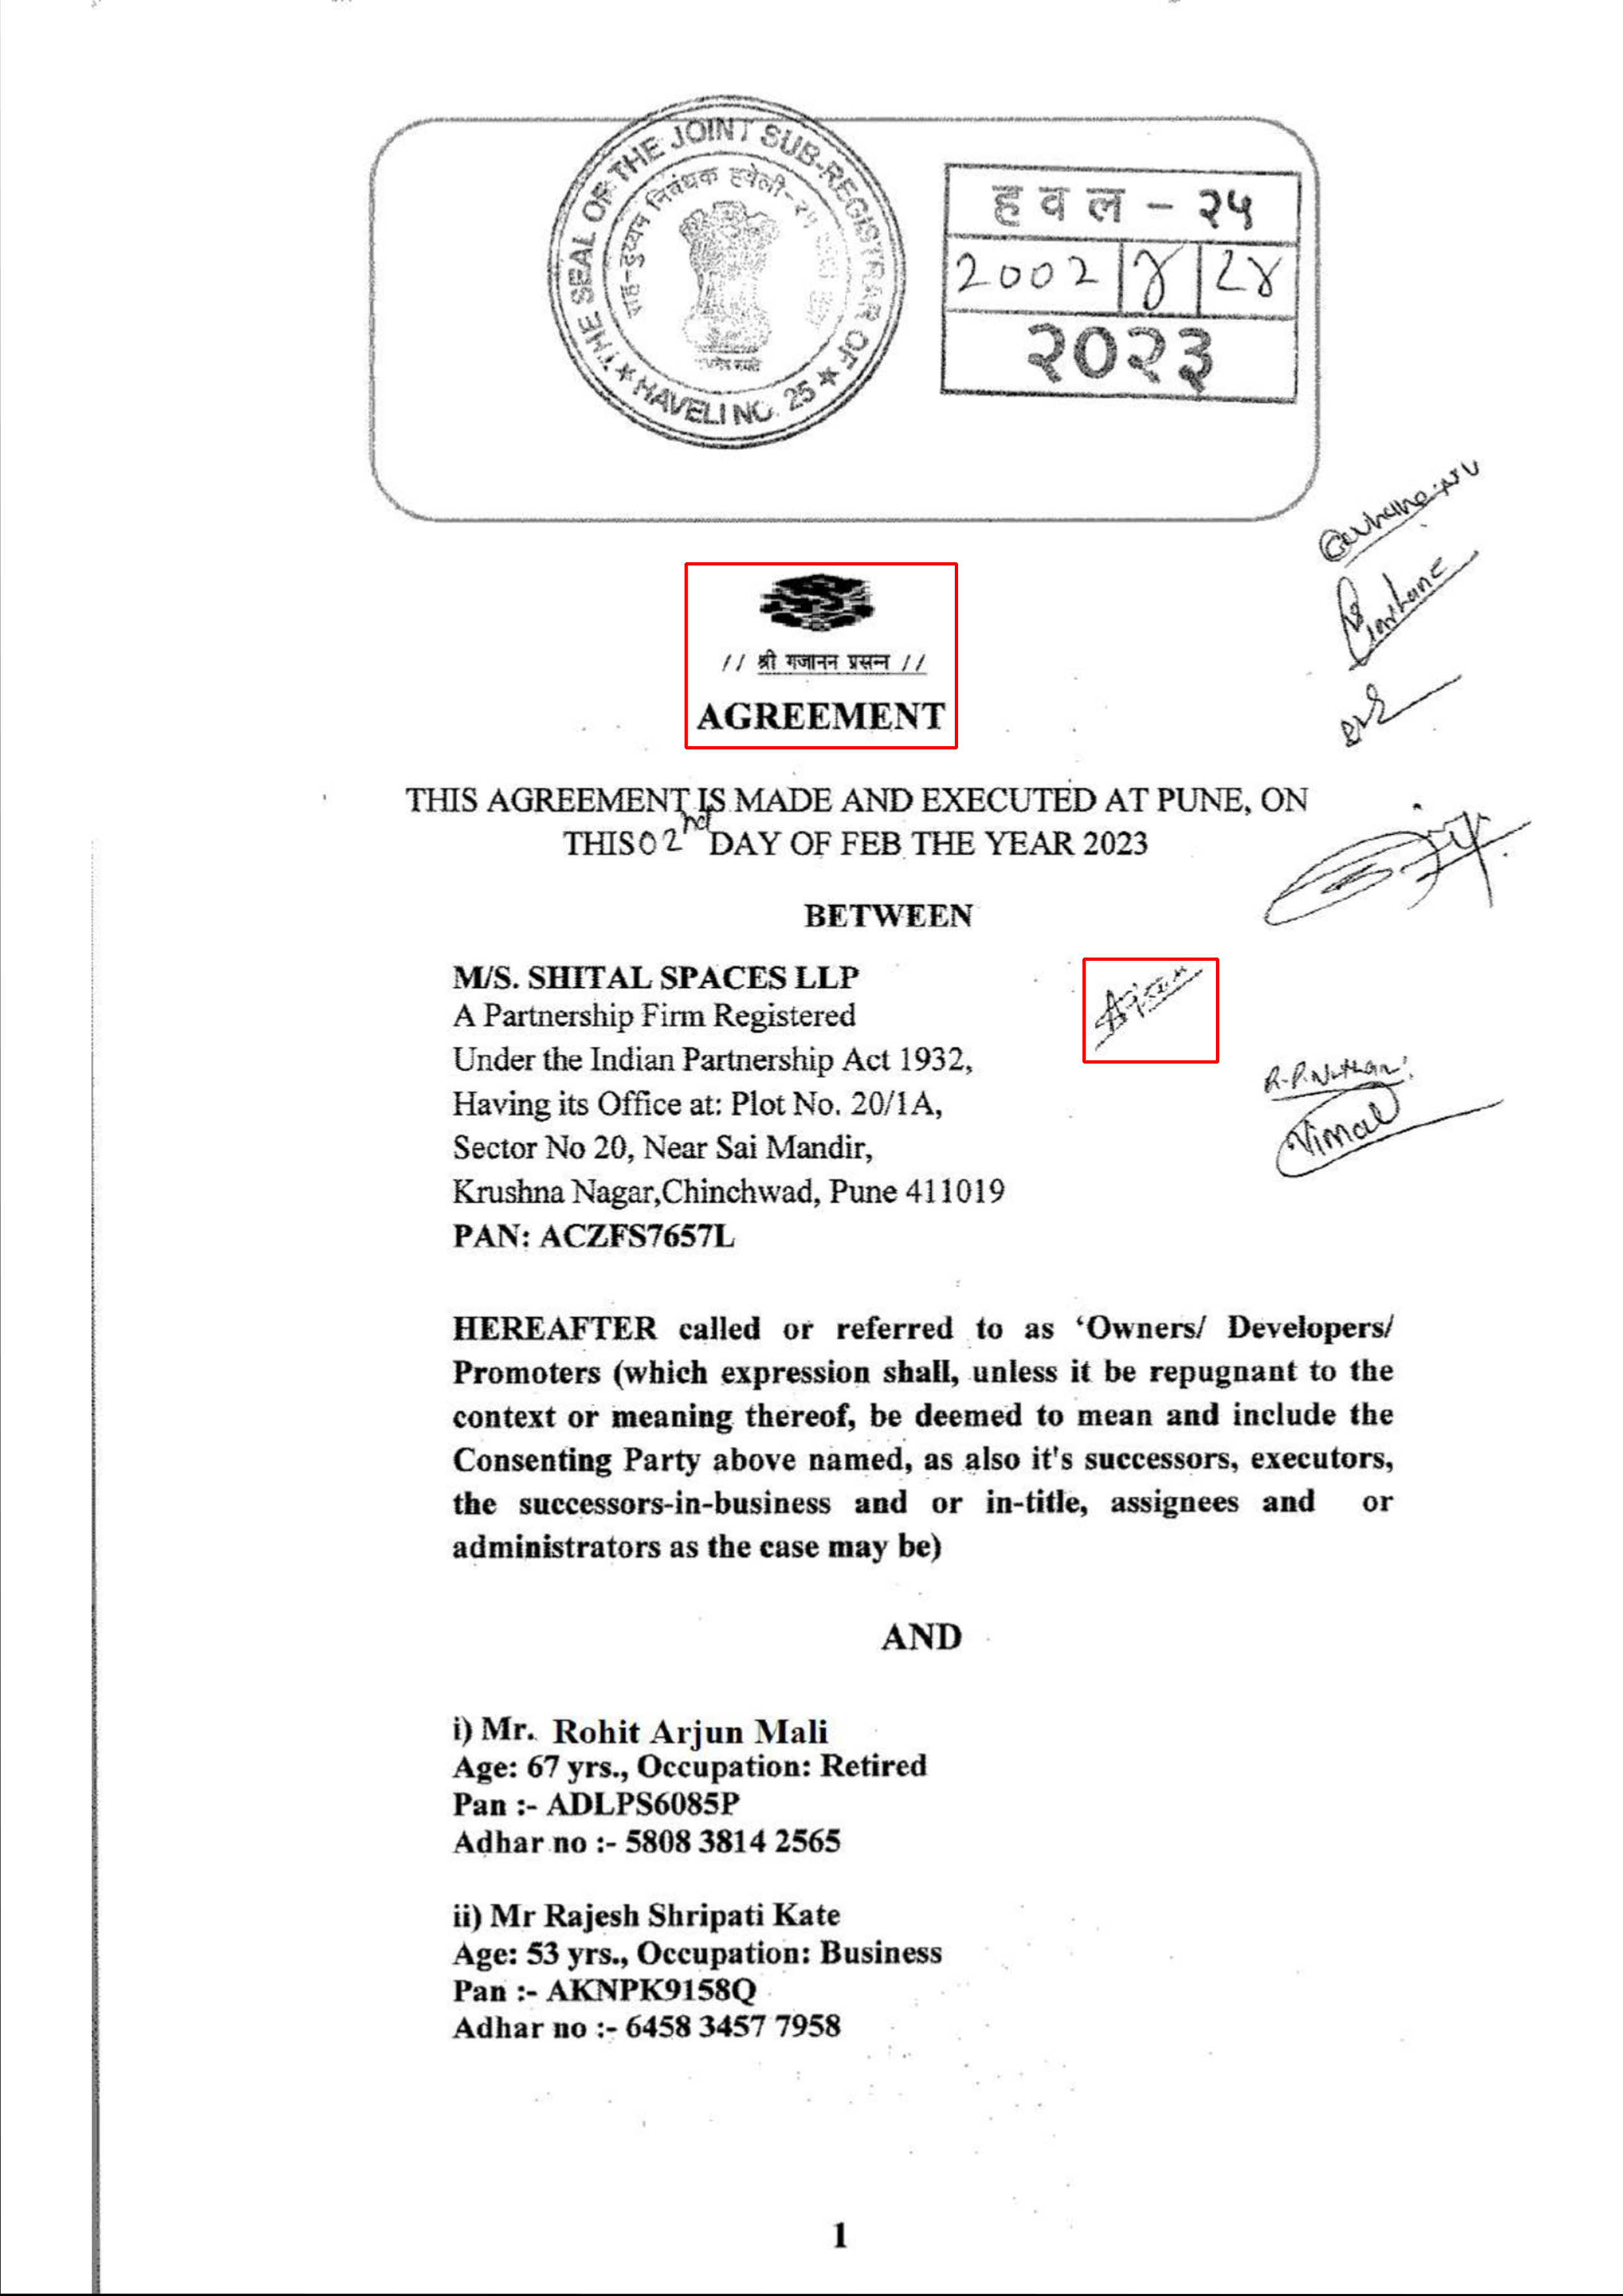 THE SEAL OF THE JOINT SUB-REGISTRAR OF
HAVELI NO. 25
सह-दुय्यम निबंधक हवेली-२५
हवल - २५
2002 | ४ | 2४
२०२३
// श्री गजानन प्रसन्न //
AGREEMENT
THIS AGREEMENT IS MADE AND EXECUTED AT PUNE, ON
THIS 02nd DAY OF FEB THE YEAR 2023
BETWEEN
M/S. SHITAL SPACES LLP
A Partnership Firm Registered
Under the Indian Partnership Act 1932,
Having its Office at: Plot No. 20/1A,
Sector No 20, Near Sai Mandir,
Krushna Nagar,Chinchwad, Pune 411019
PAN: ACZFS7657L
R.P.Nathan
Vimal
HEREAFTER called or referred to as ‘Owners/ Developers/
Promoters (which expression shall, unless it be repugnant to the
context or meaning thereof, be deemed to mean and include the
Consenting Party above named, as also it's successors, executors,
the successors-in-business and or in-title, assignees and or
administrators as the case may be)
AND
i) Mr. Rohit Arjun Mali
Age: 67 yrs., Occupation: Retired
Pan :- ADLPS6085P
Adhar no :- 5808 3814 2565
ii) Mr Rajesh Shripati Kate
Age: 53 yrs., Occupation: Business
Pan :- AKNPK9158Q
Adhar no :- 6458 3457 7958
1